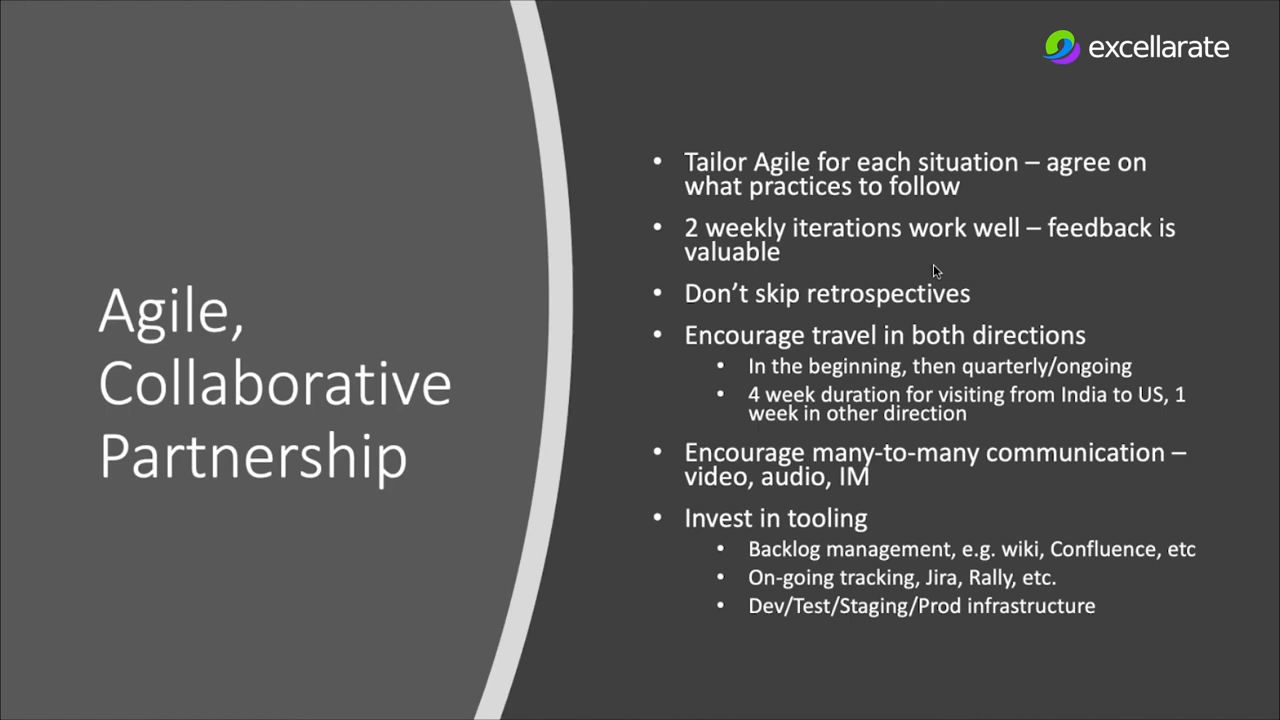 excellarate
Agile,
Collaborative
Partnership
• Tailor Agile for each situation – agree on
what practices to follow
• 2 weekly iterations work well – feedback is
valuable
• Don’t skip retrospectives
• Encourage travel in both directions
• In the beginning, then quarterly/ongoing
• 4 week duration for visiting from India to US, 1
week in other direction
• Encourage many-to-many communication –
video, audio, IM
• Invest in tooling
• Backlog management, e.g. wiki, Confluence, etc
• On-going tracking, Jira, Rally, etc.
• Dev/Test/Staging/Prod infrastructure